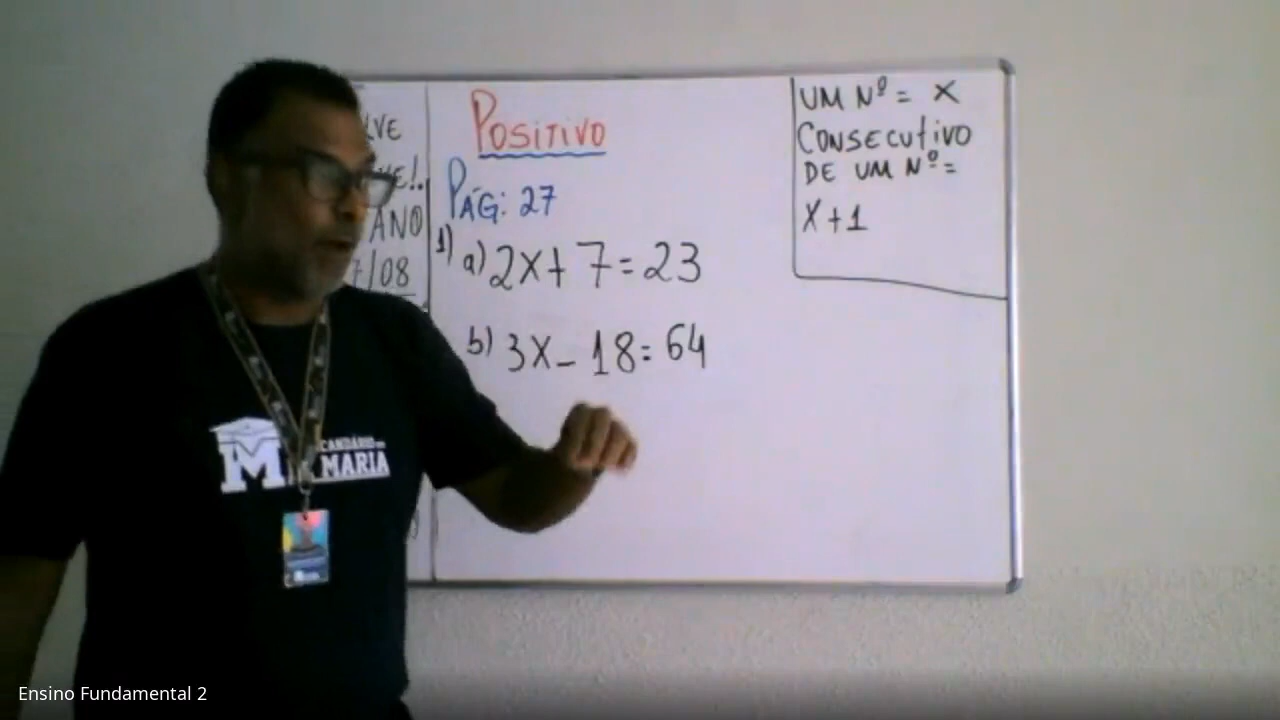 ANO
/08
POSITIVO
PÁG: 27
1) a) 2X+ 7 = 23
b) 3X - 18 = 64
UM Nº = X
CONSECUTIVO
DE UM Nº =
X+1
M
MARIA
Ensino Fundamental 2